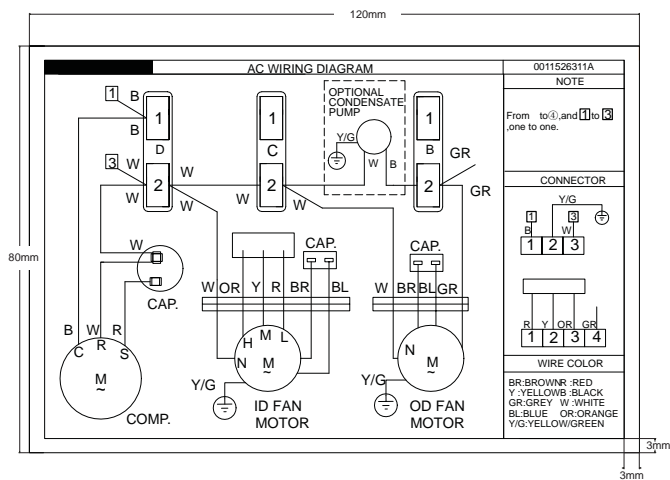 120mm
AC WIRING DIAGRAM
0011526311A
NOTE
From to④,and 1 to 3
,one to one.
OPTIONAL
CONDENSATE
PUMP
Y/G
W B
1 B
B
1
D
1
C
1
B
GR
3 W
W
2
W
W
W
2
W
2
GR
CONNECTOR
Y/G
1 3
B W
1 2 3
R Y OR GR
1 2 3 4
80mm
W
CAP.
CAP.
CAP.
W OR Y R BR BL
W BR BL GR
B W R
C R S
M
~
COMP.
H M L
N M
~
Y/G
ID FAN
MOTOR
N
M
~
Y/G
OD FAN
MOTOR
WIRE COLOR
BR:BROWNR :RED
Y :YELLOWB :BLACK
GR:GREY W :WHITE
BL:BLUE OR:ORANGE
Y/G:YELLOW/GREEN
3mm
3mm